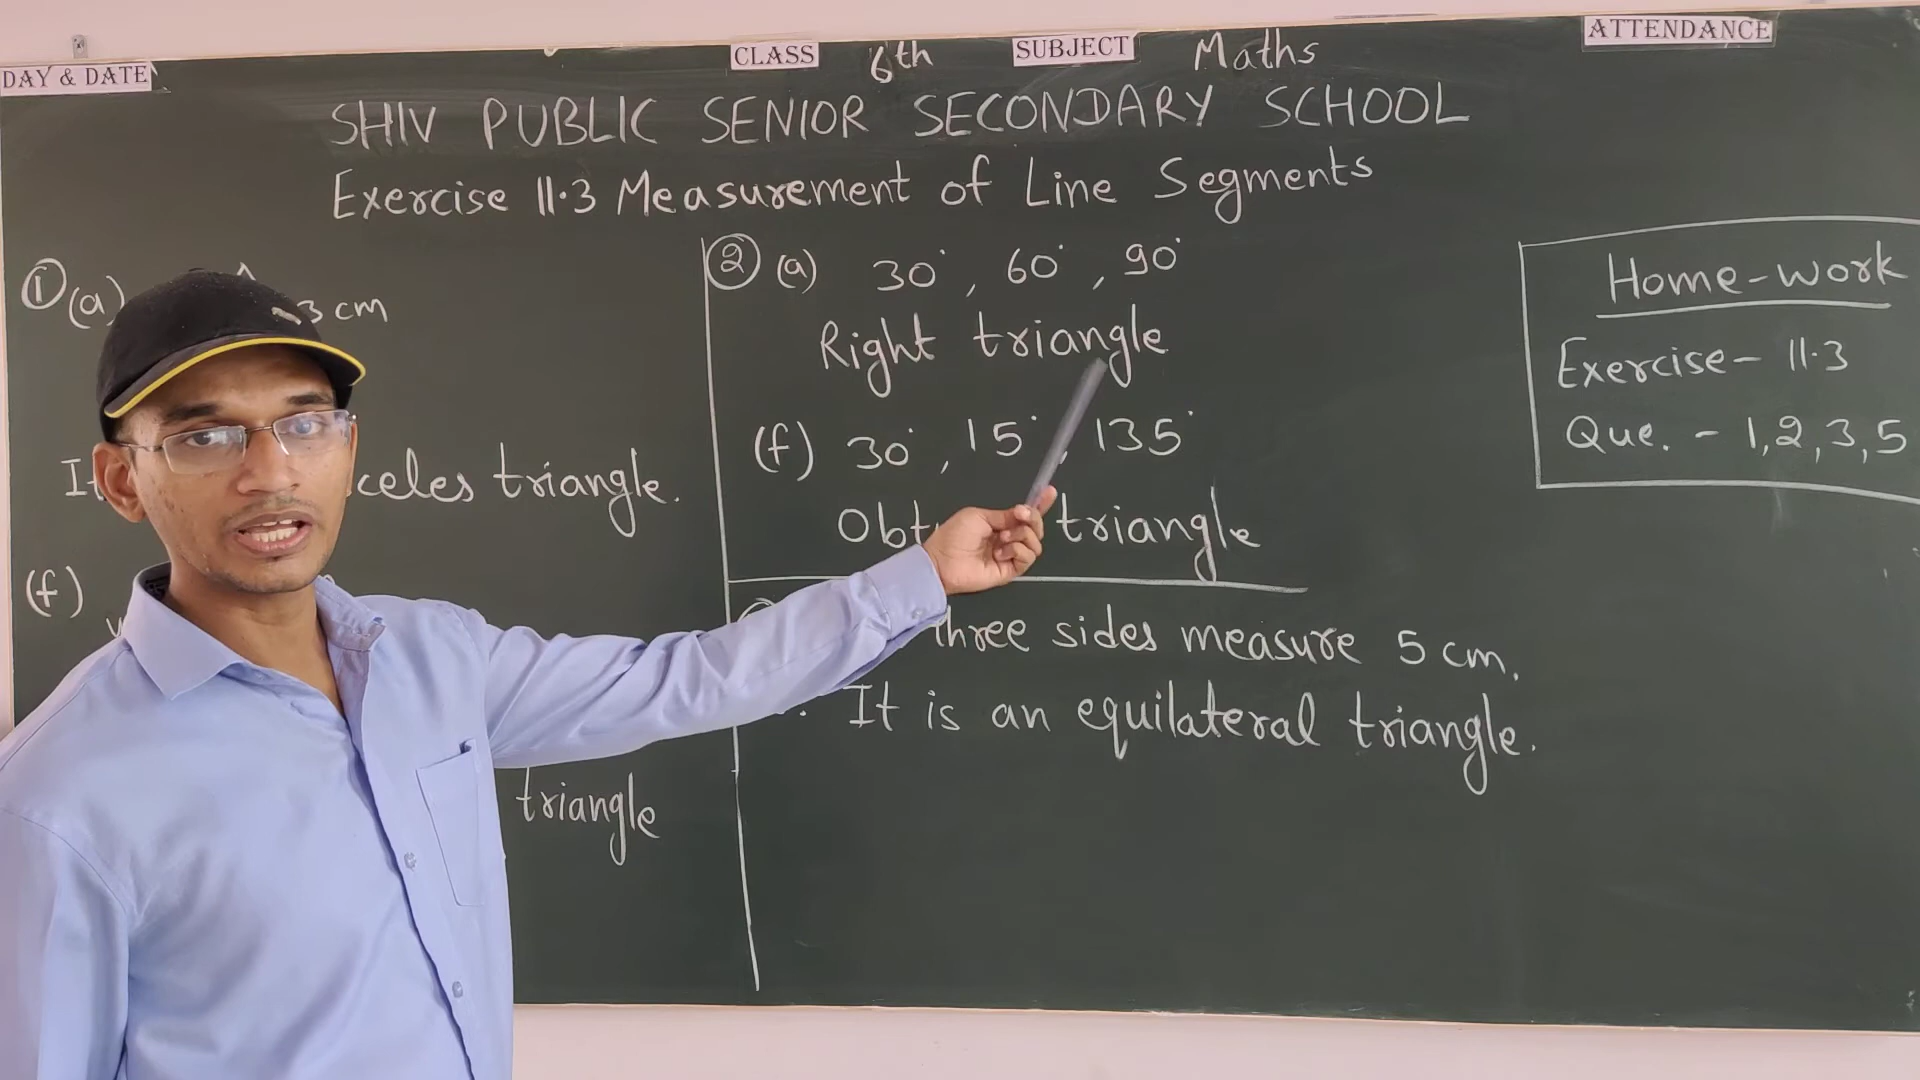 DAY & DATE
CLASS 6th SUBJECT Maths
ATTENDANCE
SHIV PUBLIC SENIOR SECONDARY SCHOOL
Exercise 11.3 Measurement of Line Segments
① (a)
3 cm
celes triangle.
(f)
triangle
② (a) 30°, 60°, 90°
Right triangle
(f) 30°, 15°, 135°
triangle
three sides measure 5 cm.
It is an equilateral triangle.
Home-work
Exercise - 11.3
Que. - 1,2,3,5